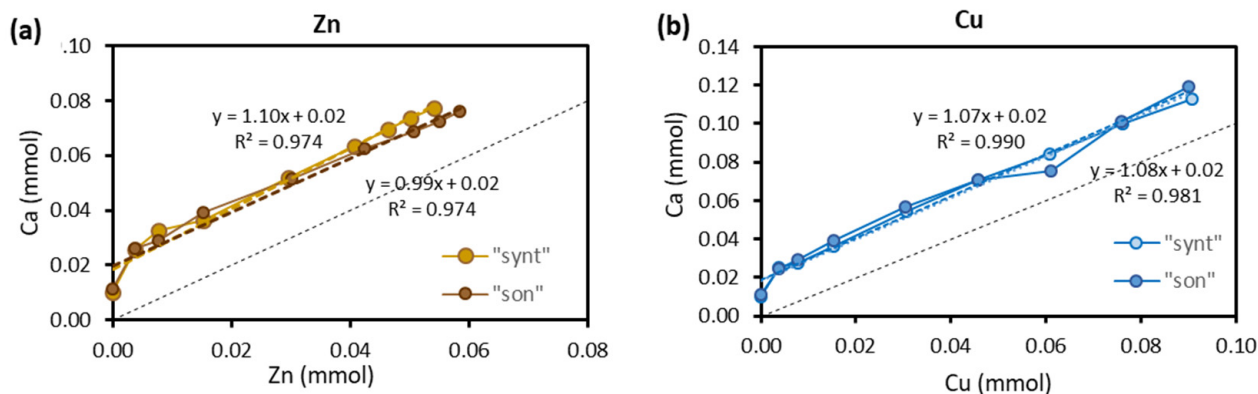 (a)
Zn
.10
0.08
0.06
0.04
0.02
0.00
Ca (mmol)
y = 1.10x + 0.02
R² = 0.974
y = 0.99x + 0.02
R² = 0.974
"synt"
"son"
0.00 0.02 0.04 0.06 0.08
Zn (mmol)
(b)
Cu
0.14
0.12
0.10
0.08
0.06
0.04
0.02
0.00
Ca (mmol)
y = 1.07x + 0.02
R² = 0.990
y = 1.08x + 0.02
R² = 0.981
"synt"
"son"
0.00 0.02 0.04 0.06 0.08 0.10
Cu (mmol)